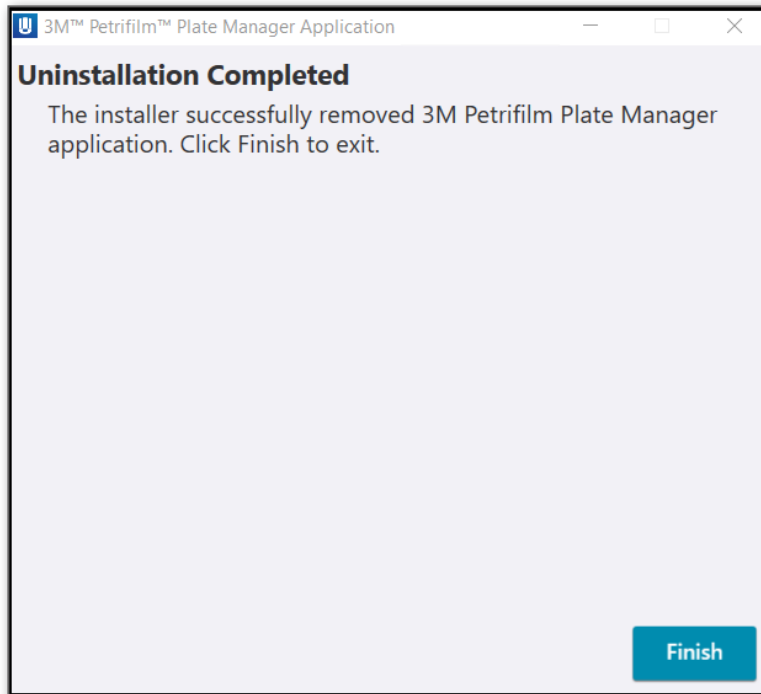 3M™ Petrifilm™ Plate Manager Application
Uninstallation Completed
The installer successfully removed 3M Petrifilm Plate Manager
application. Click Finish to exit.
Finish